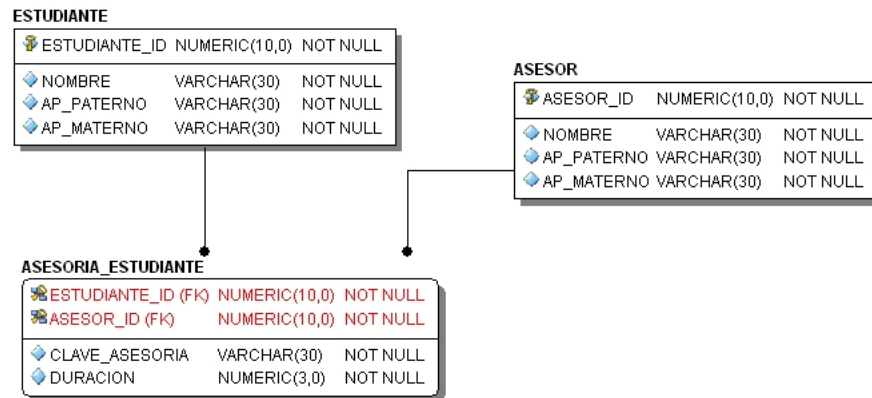 ESTUDIANTE
ESTUDIANTE_ID NUMERIC(10,0) NOT NULL
NOMBRE VARCHAR(30) NOT NULL
AP_PATERNO VARCHAR(30) NOT NULL
AP_MATERNO VARCHAR(30) NOT NULL
ASESOR
ASESOR_ID NUMERIC(10,0) NOT NULL
NOMBRE VARCHAR(30) NOT NULL
AP_PATERNO VARCHAR(30) NOT NULL
AP_MATERNO VARCHAR(30) NOT NULL
ASESORIA_ESTUDIANTE
ESTUDIANTE_ID (FK) NUMERIC(10,0) NOT NULL
ASESOR_ID (FK) NUMERIC(10,0) NOT NULL
CLAVE_ASESORIA VARCHAR(30) NOT NULL
DURACION NUMERIC(3,0) NOT NULL